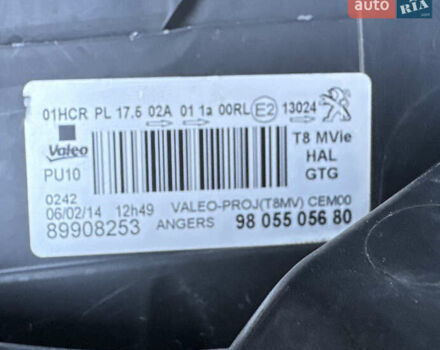 auto RIA
01HCR PL 17.5 02A 01 1a 00RL E2 13024
Valeo
T8 MVie
PU10
HAL
GTG
0242
06/02/14 12h49 VALEO-PROJ(T8MV) CEM00
89908253 ANGERS 98 055 056 80